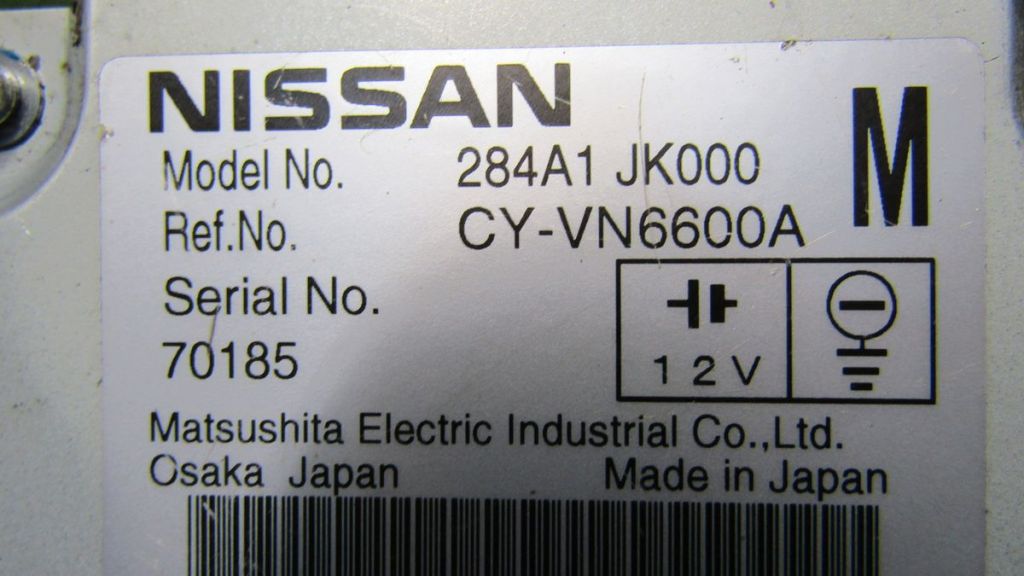 NISSAN
M
Model No. 284A1 JK000
Ref.No. CY-VN6600A
Serial No.
70185
12V
Matsushita Electric Industrial Co.,Ltd.
Osaka Japan Made in Japan